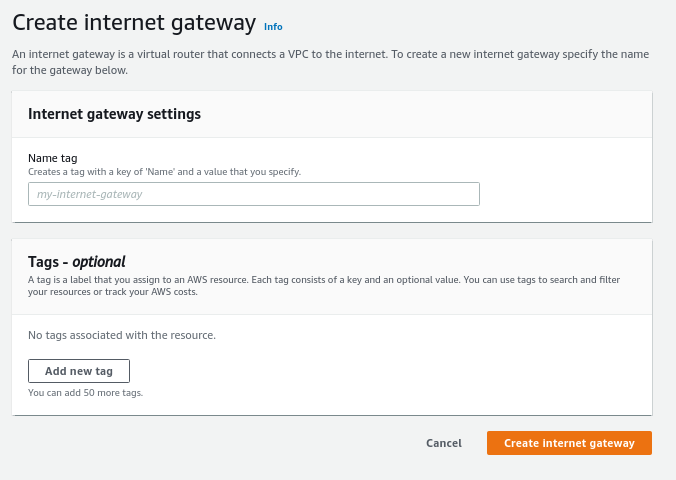 Create internet gateway Info
An internet gateway is a virtual router that connects a VPC to the internet. To create a new internet gateway specify the name
for the gateway below.
Internet gateway settings
Name tag
Creates a tag with a key of 'Name' and a value that you specify.
my-internet-gateway
Tags - optional
A tag is a label that you assign to an AWS resource. Each tag consists of a key and an optional value. You can use tags to search and filter
your resources or track your AWS costs.
No tags associated with the resource.
Add new tag
You can add 50 more tags.
Cancel Create internet gateway